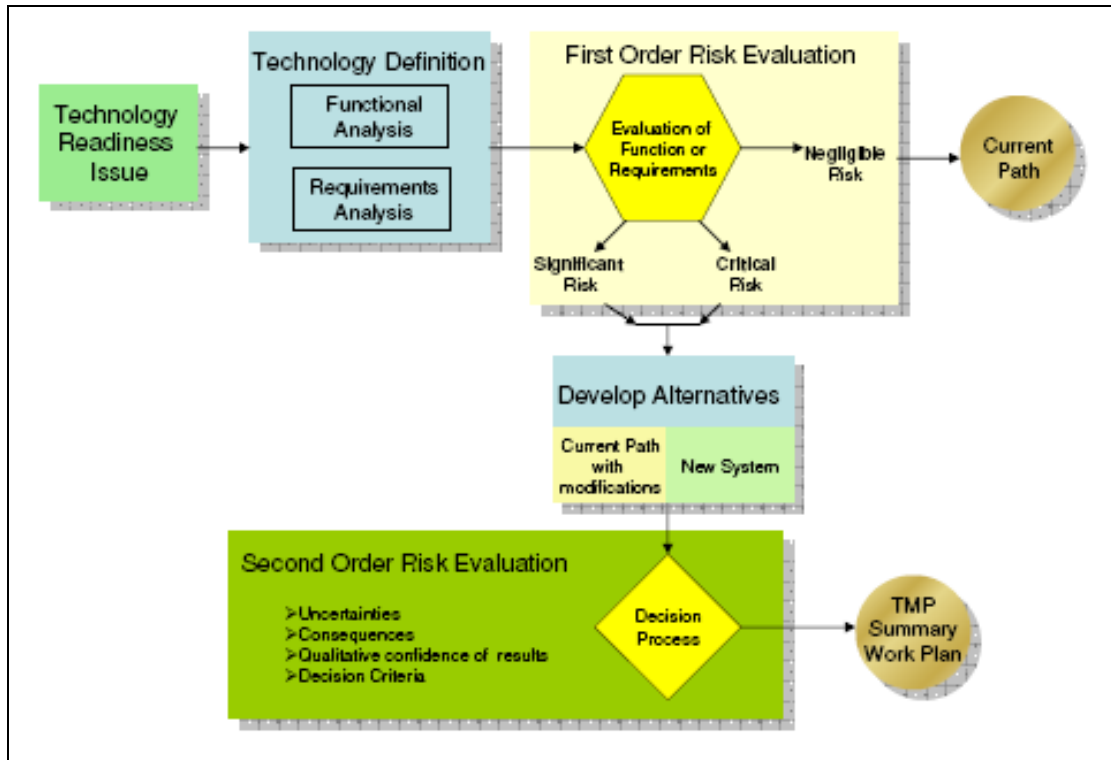 Technology
Readiness
Issue
Technology Definition
Functional
Analysis
Requirements
Analysis
First Order Risk Evaluation
Evaluation of
Function or
Requirements
Negligible
Risk
Significant
Risk
Critical
Risk
Current
Path
Develop Alternatives
Current Path
with
modifications
New System
Second Order Risk Evaluation
➢Uncertainties
➢Consequences
➢Qualitative confidence of results
➢Decision Criteria
Decision
Process
TMP
Summary
Work Plan